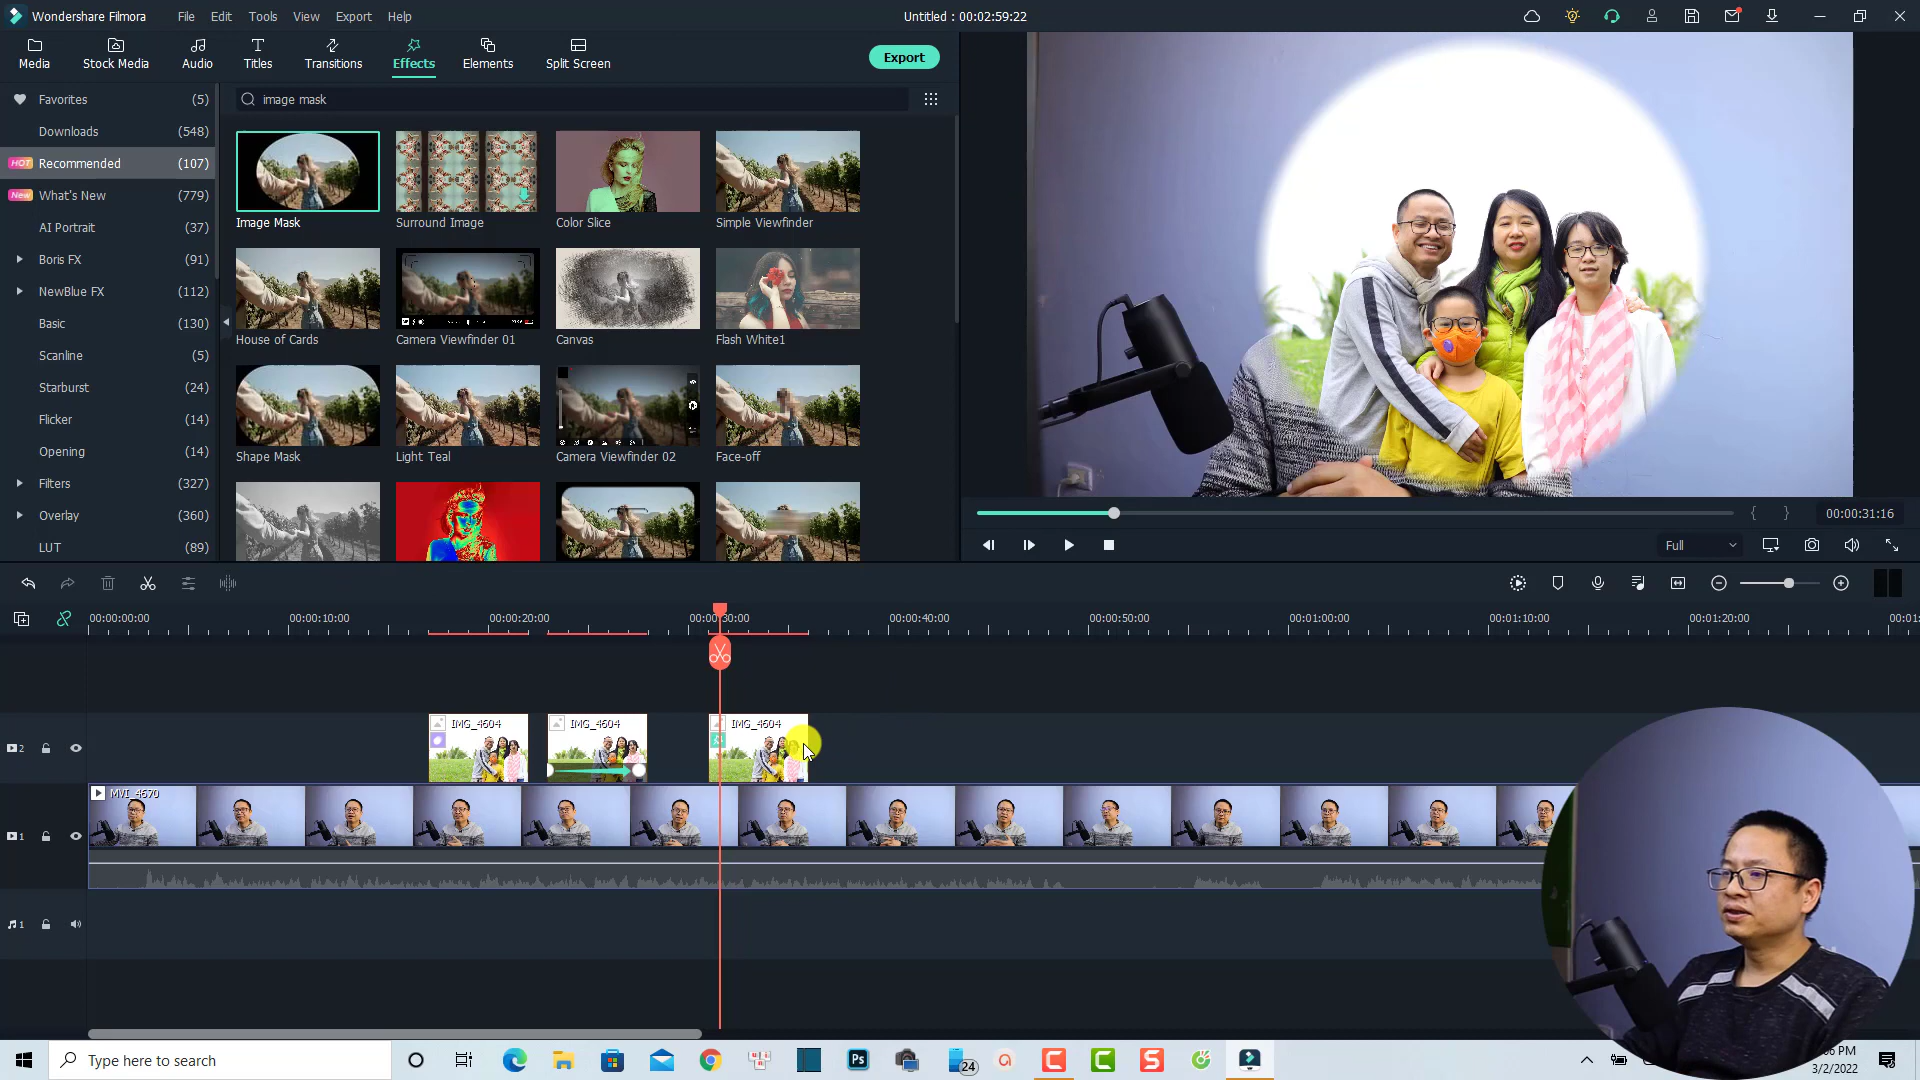 Wondershare Filmora
File
Edit
Tools
View
Export
Help
Untitled : 00:02:59:22
Media
Stock Media
Audio
Titles
Transitions
Effects
Elements
Split Screen
Export
Favorites (5)
Downloads (548)
HOT Recommended (107)
New What's New (779)
AI Portrait (37)
Boris FX (91)
NewBlue FX (112)
Basic (130)
Scanline (5)
Starburst (24)
Flicker (14)
Opening (14)
Filters (327)
Overlay (360)
LUT (89)
image mask
Image Mask
Surround Image
Color Slice
Simple Viewfinder
House of Cards
Camera Viewfinder 01
Canvas
Flash White1
Shape Mask
Light Teal
Camera Viewfinder 02
Face-off
{ } 00:00:31:16
Full
00:00:00:00
00:00:10:00
00:00:20:00
00:00:30:00
00:00:40:00
00:00:50:00
00:01:00:00
00:01:10:00
00:01:20:00
00:01:
2
IMG_4604
IMG_4604
IMG_4604
1
MVI_4670
1
Type here to search
Ps
24
C
C
S
PM
3/2/2022